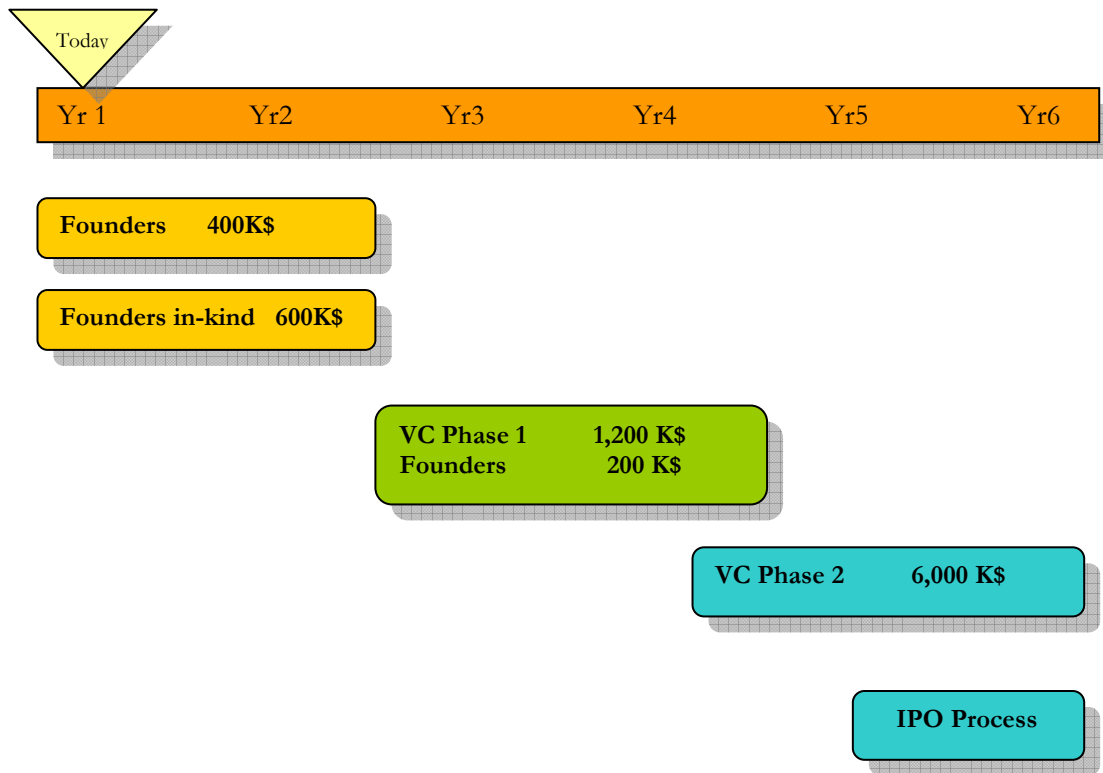 Today
Yr 1 Yr2 Yr3 Yr4 Yr5 Yr6
Founders 400K$
Founders in-kind 600K$
VC Phase 1 1,200 K$
Founders 200 K$
VC Phase 2 6,000 K$
IPO Process